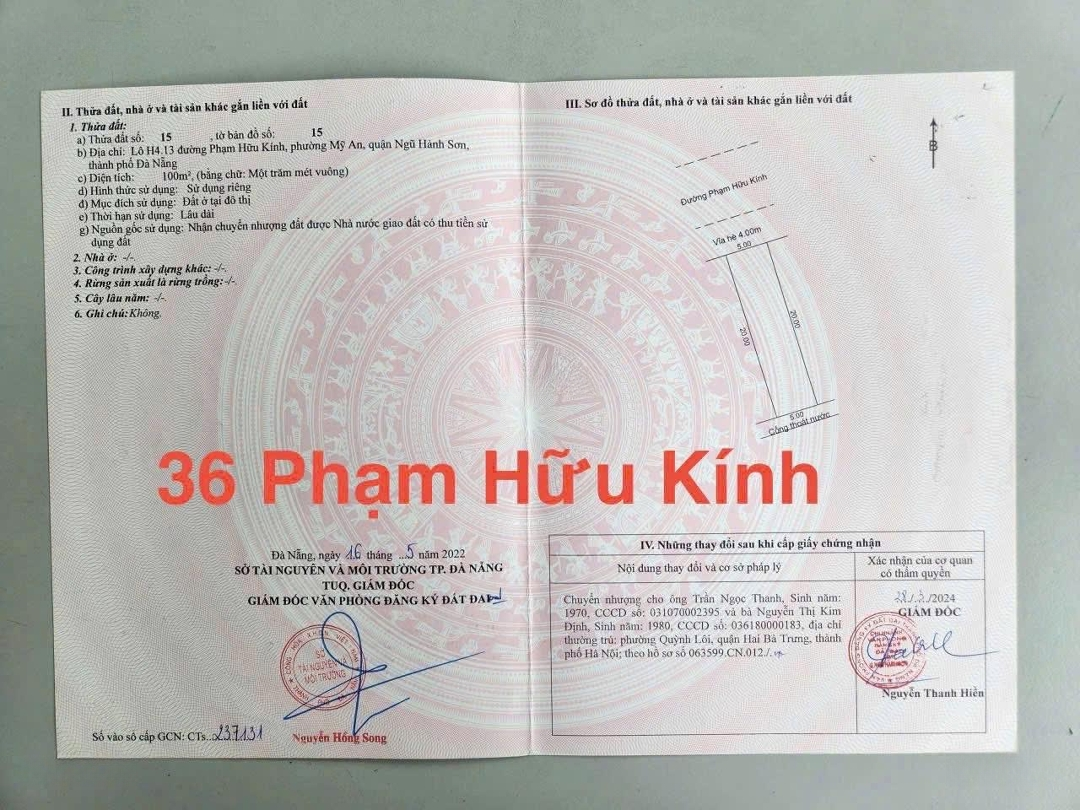 II. Thửa đất, nhà ở và tài sản khác gắn liền với đất
1. Thửa đất:
a) Thửa đất số: 15 , tờ bản đồ số: 15
b) Địa chỉ: Lô H4.13 đường Phạm Hữu Kính, phường Mỹ An, quận Ngũ Hành Sơn,
thành phố Đà Nẵng
c) Diện tích: 100m², (bằng chữ: Một trăm mét vuông)
d) Hình thức sử dụng: Sử dụng riêng
đ) Mục đích sử dụng: Đất ở tại đô thị
e) Thời hạn sử dụng: Lâu dài
g) Nguồn gốc sử dụng: Nhận chuyển nhượng đất được Nhà nước giao đất có thu tiền sử
dụng đất
2. Nhà ở: -/-.
3. Công trình xây dựng khác: -/-.
4. Rừng sản xuất là rừng trồng: -/-.
5. Cây lâu năm: -/-.
6. Ghi chú: Không.
Đà Nẵng, ngày 16 tháng ..5 năm 2022
SỞ TÀI NGUYÊN VÀ MÔI TRƯỜNG TP. ĐÀ NẴNG
TUQ. GIÁM ĐỐC
GIÁM ĐỐC VĂN PHÒNG ĐĂNG KÝ ĐẤT ĐAI
SỞ
TÀI NGUYÊN VÀ
MÔI TRƯỜNG
Nguyễn Hồng Song
Số vào sổ cấp GCN: CTs..237131
III. Sơ đồ thửa đất, nhà ở và tài sản khác gắn liền với đất
B
Đường Phạm Hữu Kính
Vỉa hè 4.00m
5.00
20.00
20.00
5.00
Cống thoát nước
36 Phạm Hữu Kính
IV. Những thay đổi sau khi cấp giấy chứng nhận
Nội dung thay đổi và cơ sở pháp lý
Xác nhận của cơ quan
có thẩm quyền
Chuyển nhượng cho ông Trần Ngọc Thanh, Sinh năm:
1970, CCCD số: 031070002395 và bà Nguyễn Thị Kim
Định, Sinh năm: 1980, CCCD số: 036180000183, địa chỉ
thường trú: phường Quỳnh Lôi, quận Hai Bà Trưng, thành
phố Hà Nội; theo hồ sơ số 063599.CN.012./.
28/3/2024
GIÁM ĐỐC
Nguyễn Thanh Hiền